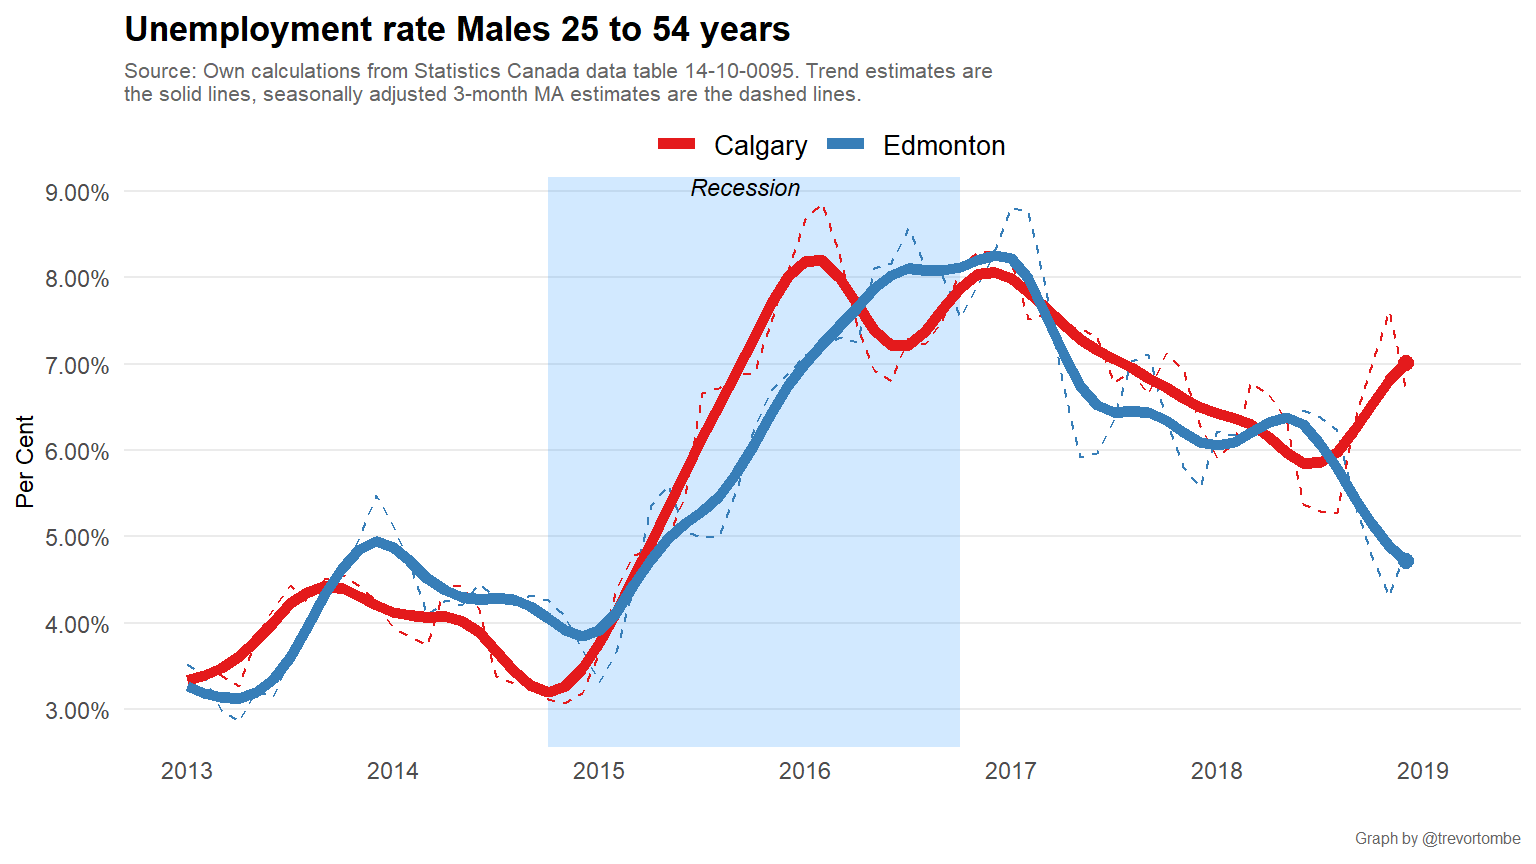 Unemployment rate Males 25 to 54 years
Source: Own calculations from Statistics Canada data table 14-10-0095. Trend estimates are
the solid lines, seasonally adjusted 3-month MA estimates are the dashed lines.
Calgary Edmonton
Recession
9.00%
8.00%
7.00%
6.00%
5.00%
4.00%
3.00%
Per Cent
2013 2014 2015 2016 2017 2018 2019
Graph by @trevortombe